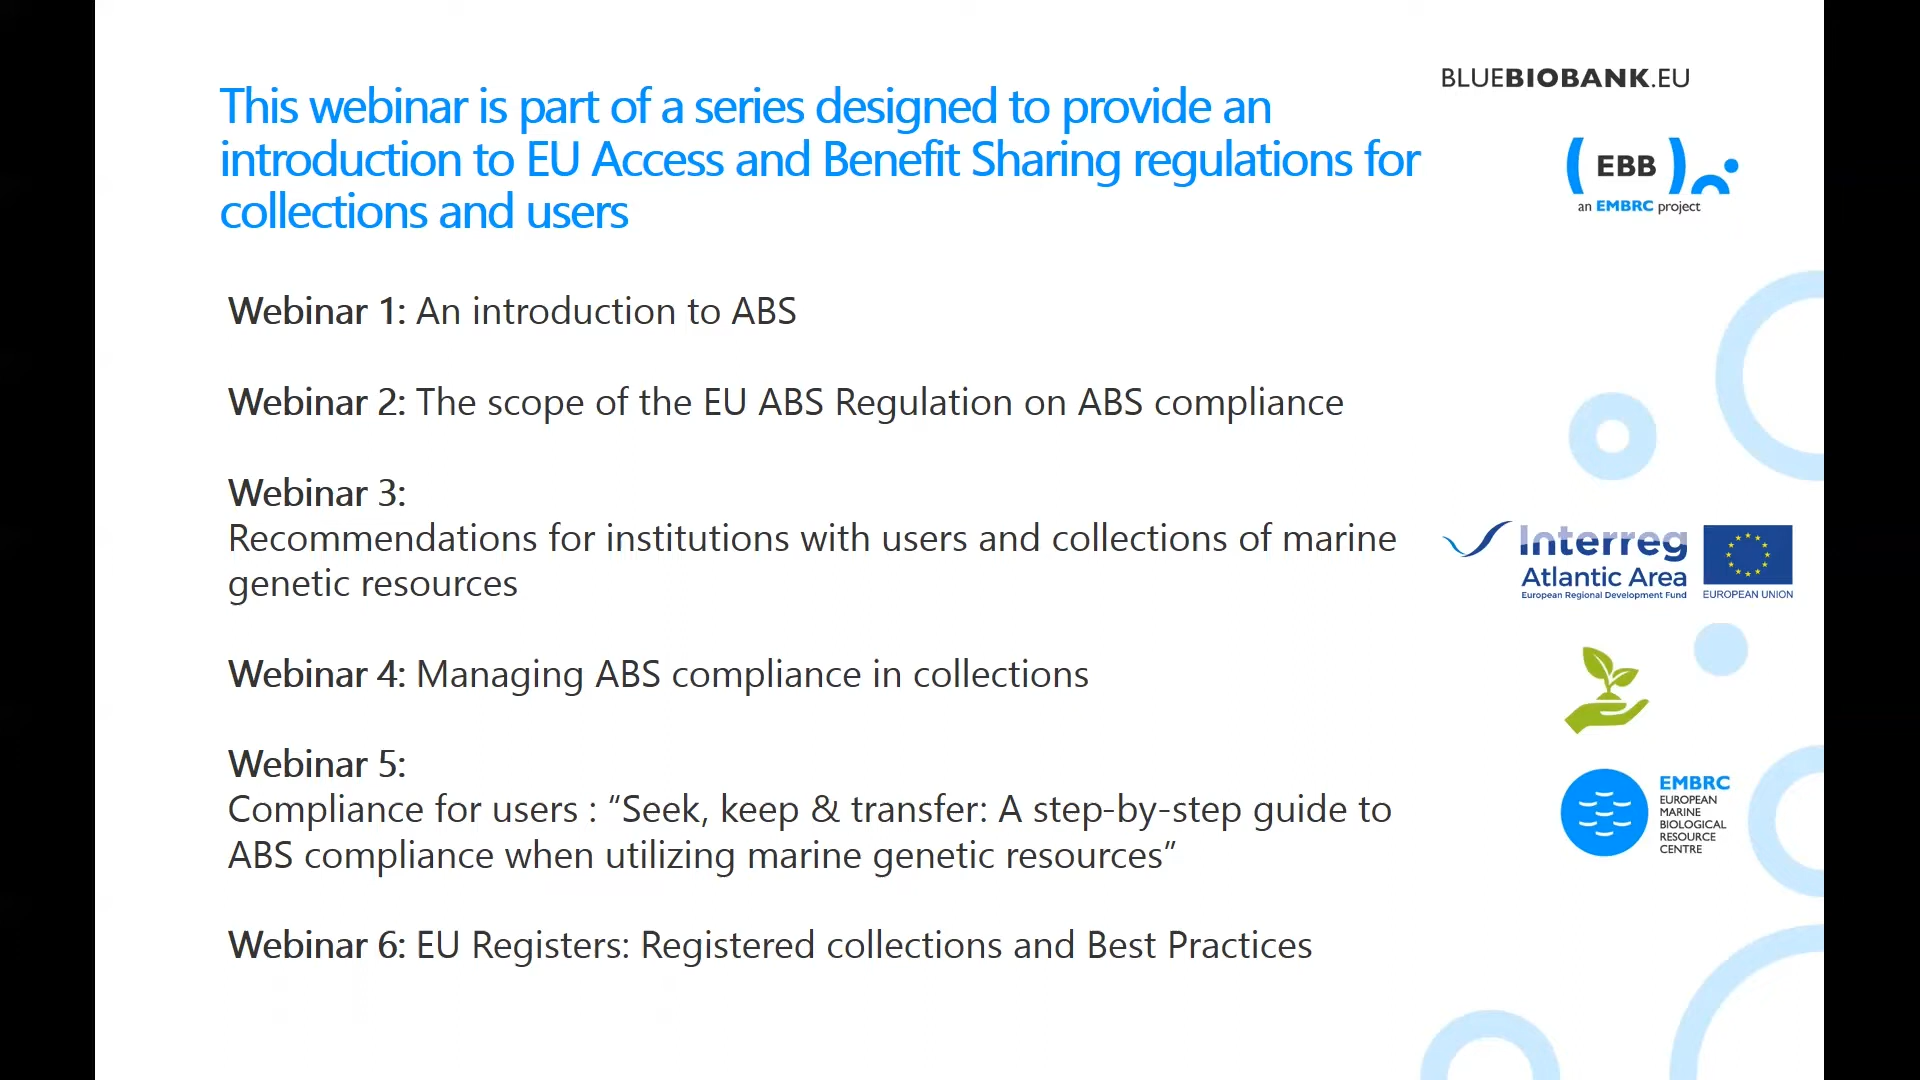 This webinar is part of a series designed to provide an
introduction to EU Access and Benefit Sharing regulations for
collections and users
Webinar 1: An introduction to ABS
Webinar 2: The scope of the EU ABS Regulation on ABS compliance
Webinar 3:
Recommendations for institutions with users and collections of marine
genetic resources
Webinar 4: Managing ABS compliance in collections
Webinar 5:
Compliance for users : “Seek, keep & transfer: A step-by-step guide to
ABS compliance when utilizing marine genetic resources”
Webinar 6: EU Registers: Registered collections and Best Practices
BLUEBIOBANK.EU
EBB
an EMBRC project
Interreg
Atlantic Area
European Regional Development Fund
EUROPEAN UNION
EMBRC
EUROPEAN
MARINE
BIOLOGICAL
RESOURCE
CENTRE